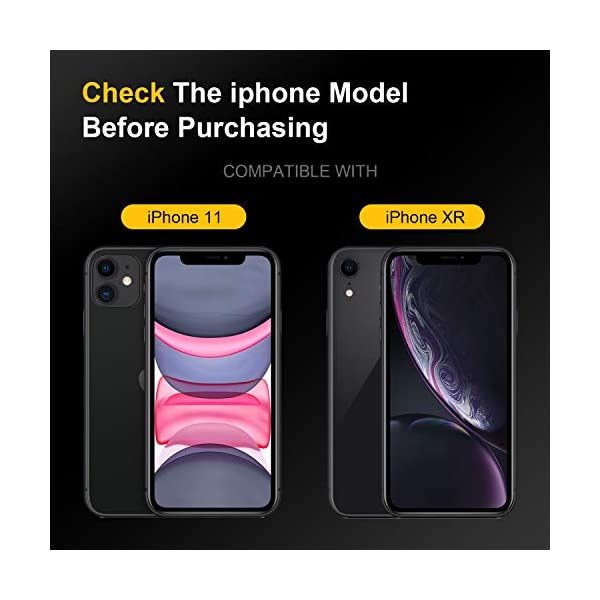 Check The iphone Model
Before Purchasing
COMPATIBLE WITH
iPhone 11
iPhone XR